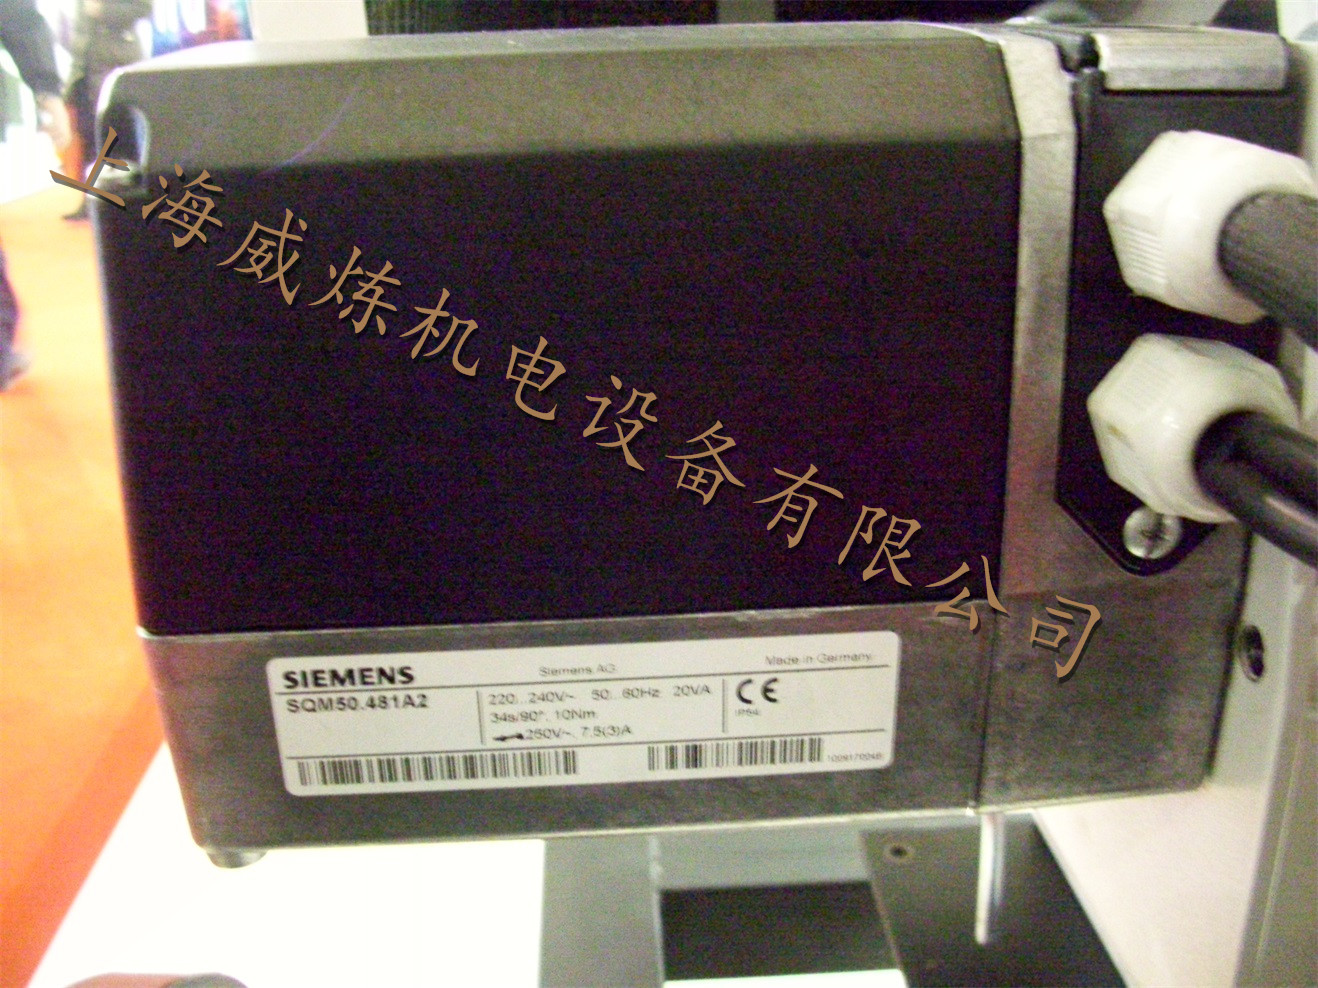 上海威炼机电设备有限公司
SIEMENS Siemens AG Made in Germany
SQM50.481A2 220...240V~ 50...60Hz 20VA CE
34s/90°, 10Nm IP54
250V~, 7,5(3)A